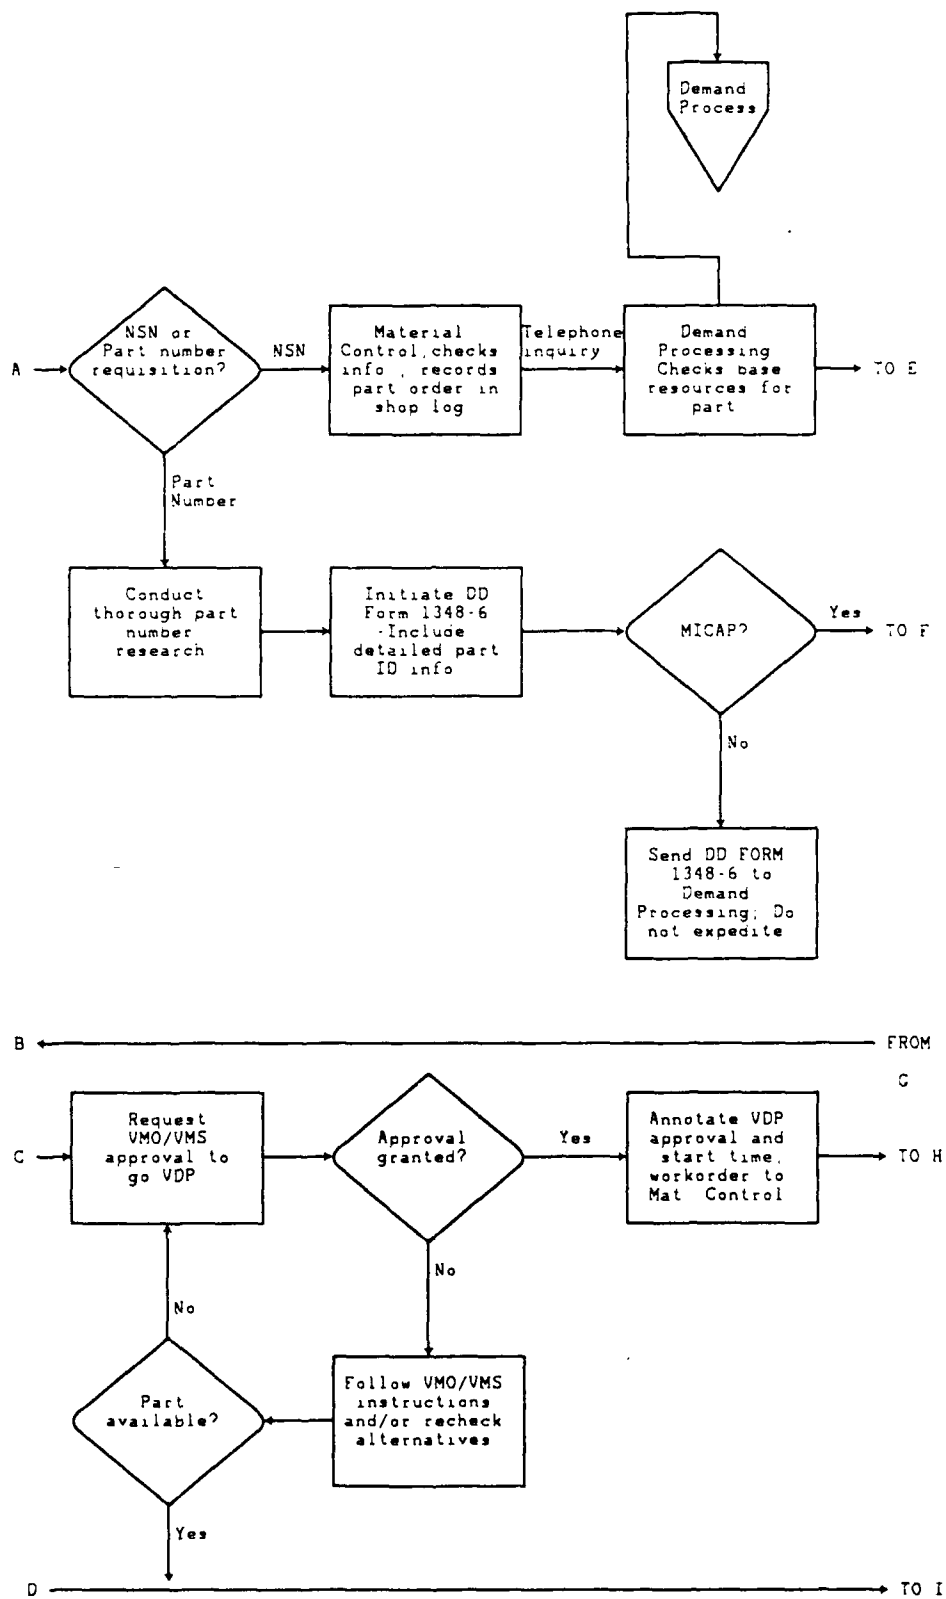 Demand
Process
NSN or
Part number
requisition?
A
NSN
Material
Control, checks
info , records
part order in
shop log
Telephone
inquiry
Demand
Processing
Checks base
resources for
part
TO E
Part
Number
Conduct
thorough part
number
research
Initiate DD
Form 1348-6
-Include
detailed part
ID info
MICAP?
Yes
TO F
No
Send DD FORM
1348-6 to
Demand
Processing; Do
not expedite
B
FROM
G
C
Request
VMO/VMS
approval to
go VDP
Approval
granted?
Yes
Annotate VDP
approval and
start time,
workorder to
Mat Control
TO H
No
No
Part
available?
Follow VMO/VMS
instructions
and/or recheck
alternatives
Yes
D
TO I